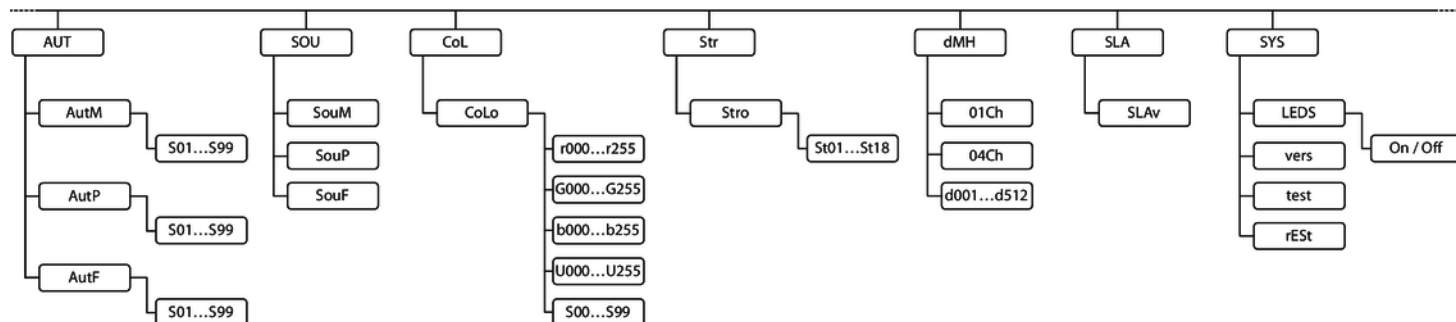 AUT
SOU
CoL
Str
dMH
SLA
SYS
AutM
SouM
CoLo
Stro
01Ch
SLAv
LEDS
S01...S99
SouP
r000...r255
St01...St18
04Ch
vers
On / Off
AutP
SouF
G000...G255
d001...d512
test
S01...S99
b000...b255
rESt
AutF
U000...U255
S01...S99
S00...S99